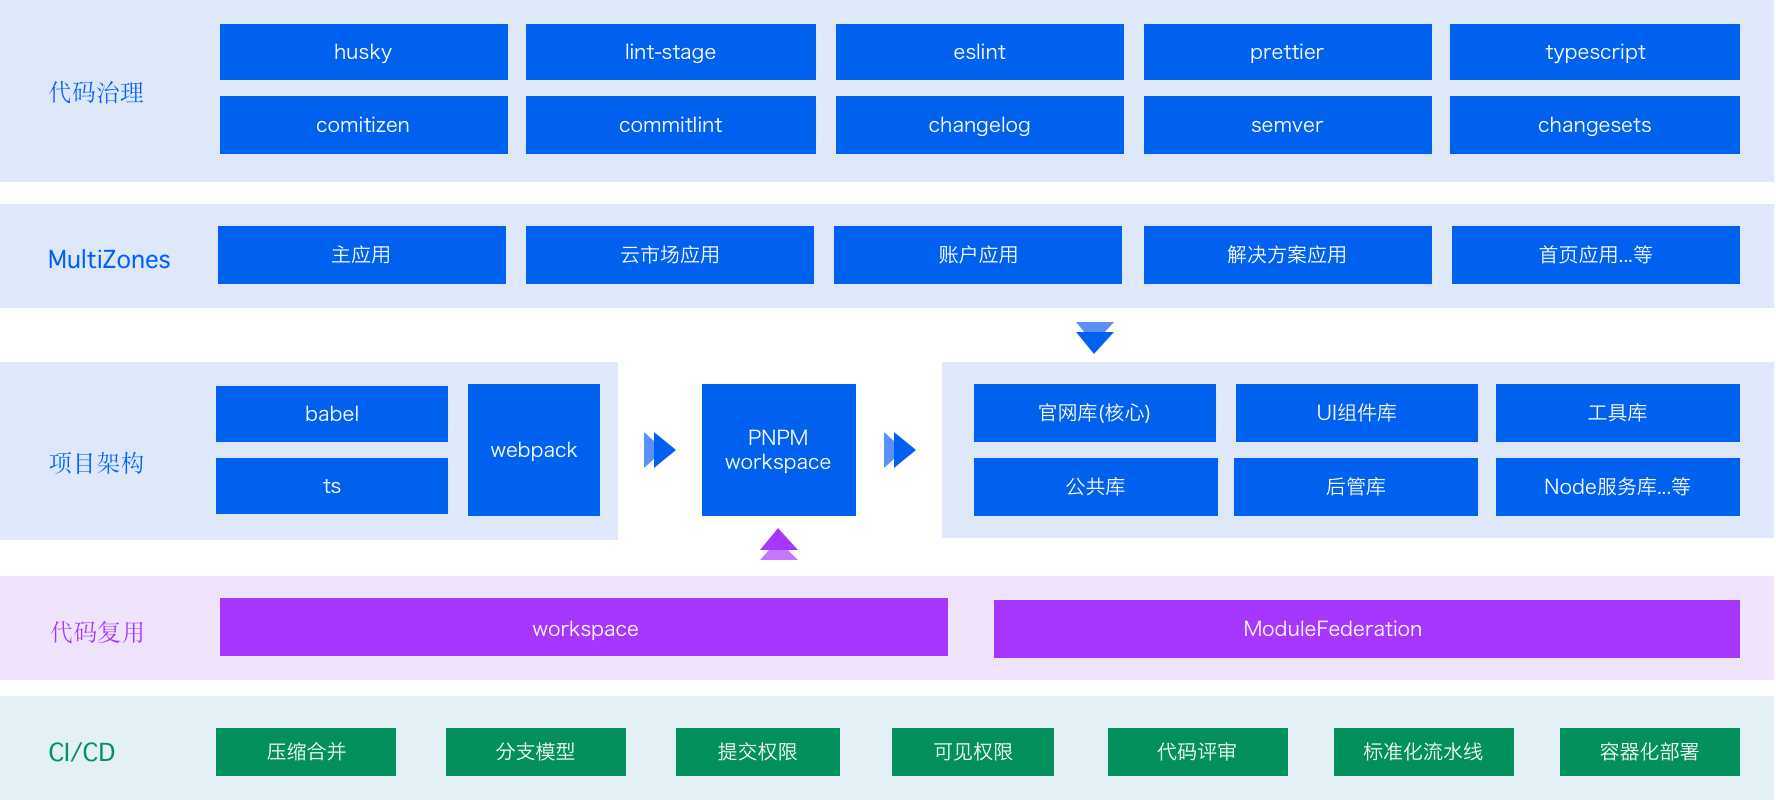 代码治理
husky
lint-stage
eslint
prettier
typescript
comitizen
commitlint
changelog
semver
changesets
MultiZones
主应用
云市场应用
账户应用
解决方案应用
首页应用...等
项目架构
babel
ts
webpack
PNPM
workspace
官网库(核心)
UI组件库
工具库
公共库
后管库
Node服务库...等
代码复用
workspace
ModuleFederation
CI/CD
压缩合并
分支模型
提交权限
可见权限
代码评审
标准化流水线
容器化部署